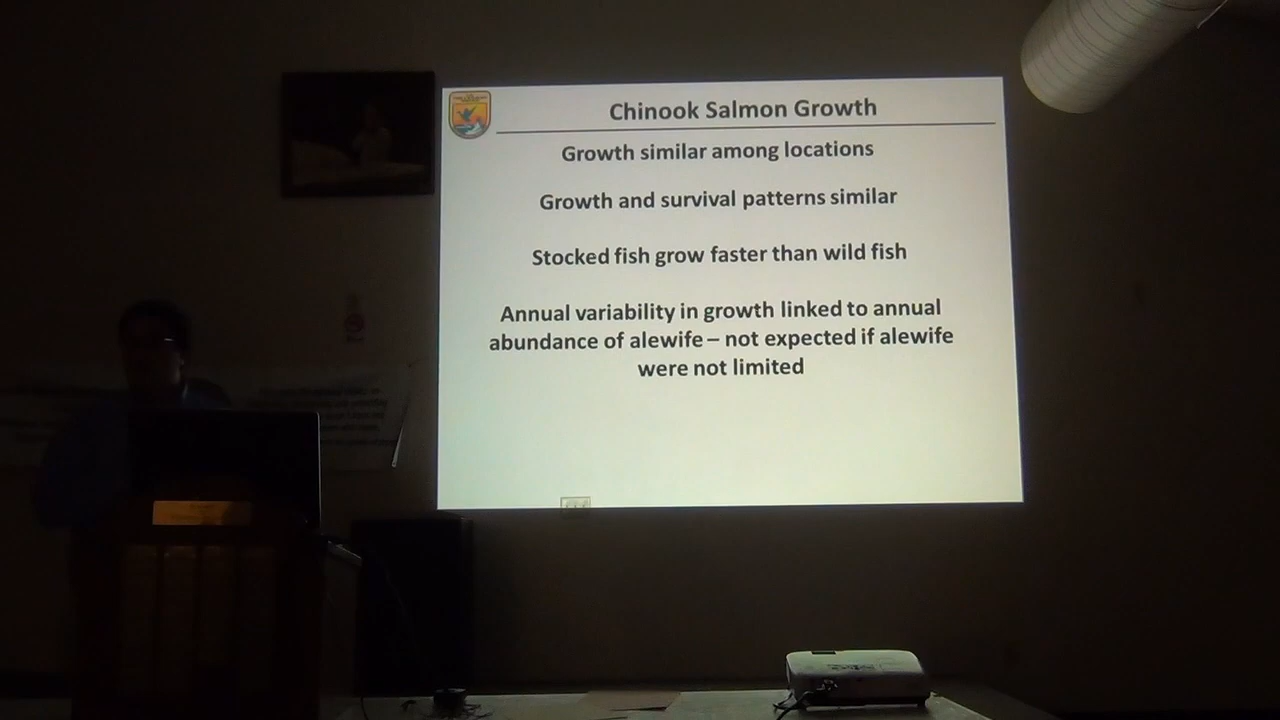 Chinook Salmon Growth
Growth similar among locations
Growth and survival patterns similar
Stocked fish grow faster than wild fish
Annual variability in growth linked to annual
abundance of alewife – not expected if alewife
were not limited